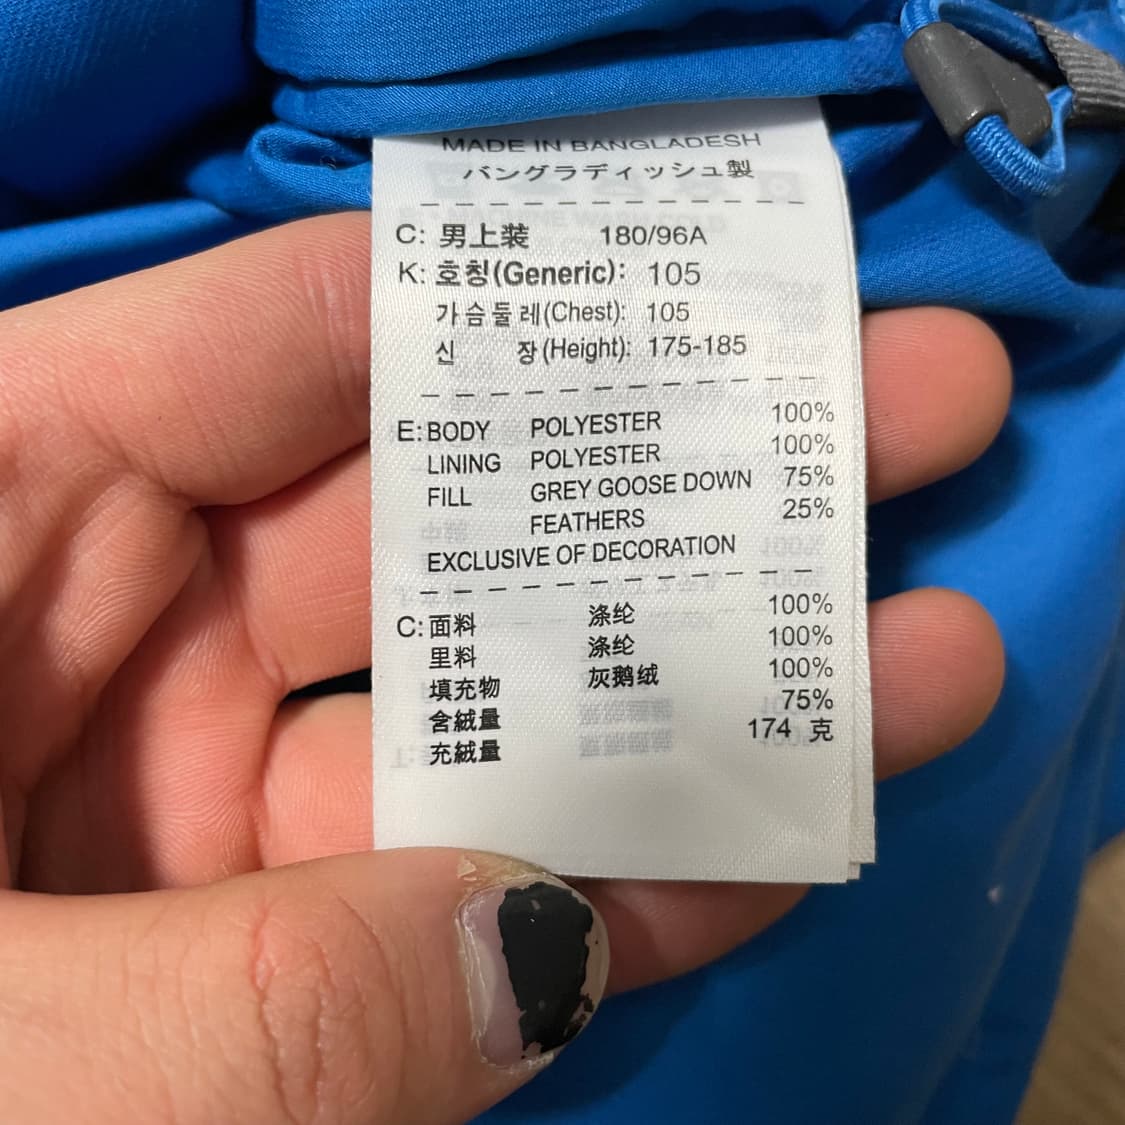 MADE IN BANGLADESH
バングラディッシュ製
C: 男上装 180/96A
K: 호칭(Generic): 105
가슴둘레(Chest): 105
신 장(Height): 175-185
E: BODY POLYESTER 100%
LINING POLYESTER 100%
FILL GREY GOOSE DOWN 75%
FEATHERS 25%
EXCLUSIVE OF DECORATION
C: 面料 涤纶 100%
里料 涤纶 100%
填充物 灰鹅绒 100%
含绒量 75%
充绒量 174 克